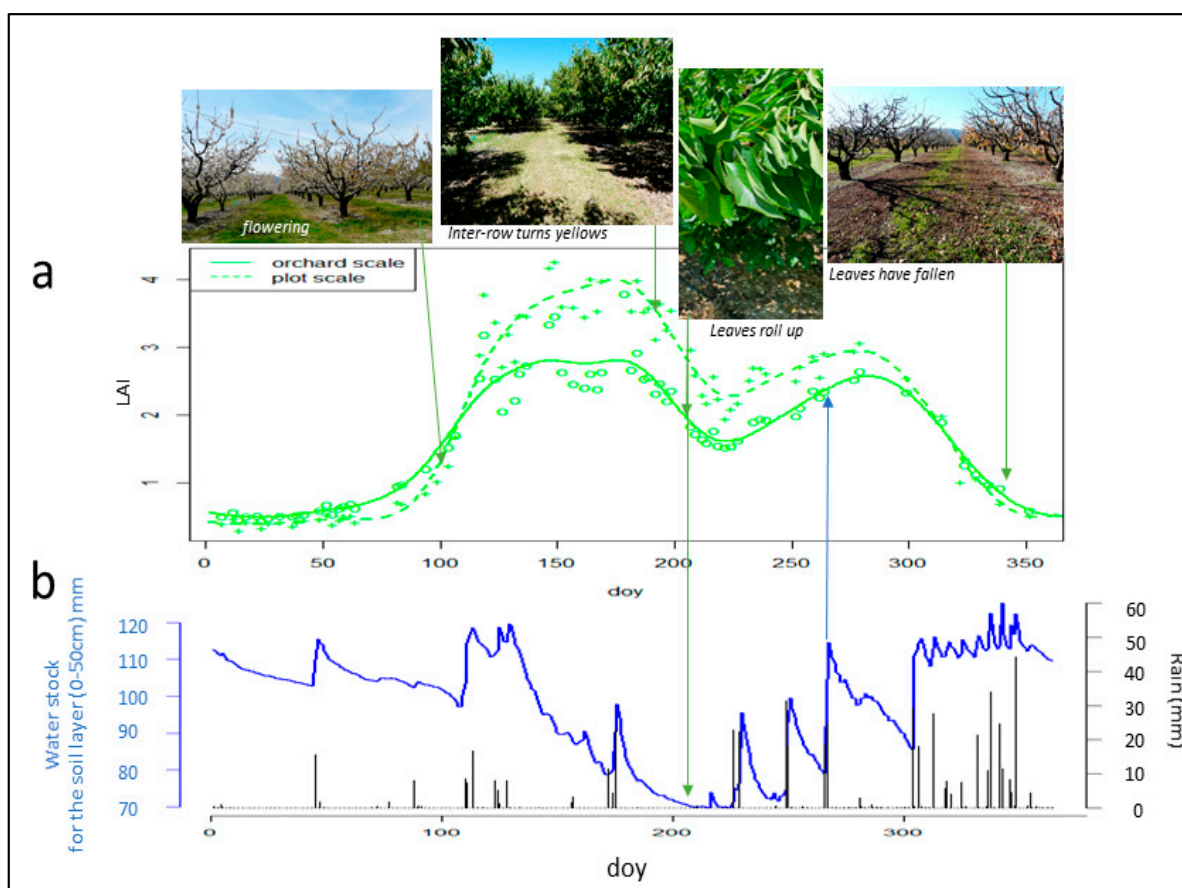 flowering
Inter-row turns yellows
Leaves roll up
Leaves have fallen
a
orchard scale
plot scale
LAI
4
3
2
1
0 50 100 150 200 250 300 350
doy
b
Water stock
for the soil layer (0-50cm) mm
120
110
100
90
80
70
60
50
40
30
20
10
0
Rain (mm)
0 100 200 300
doy